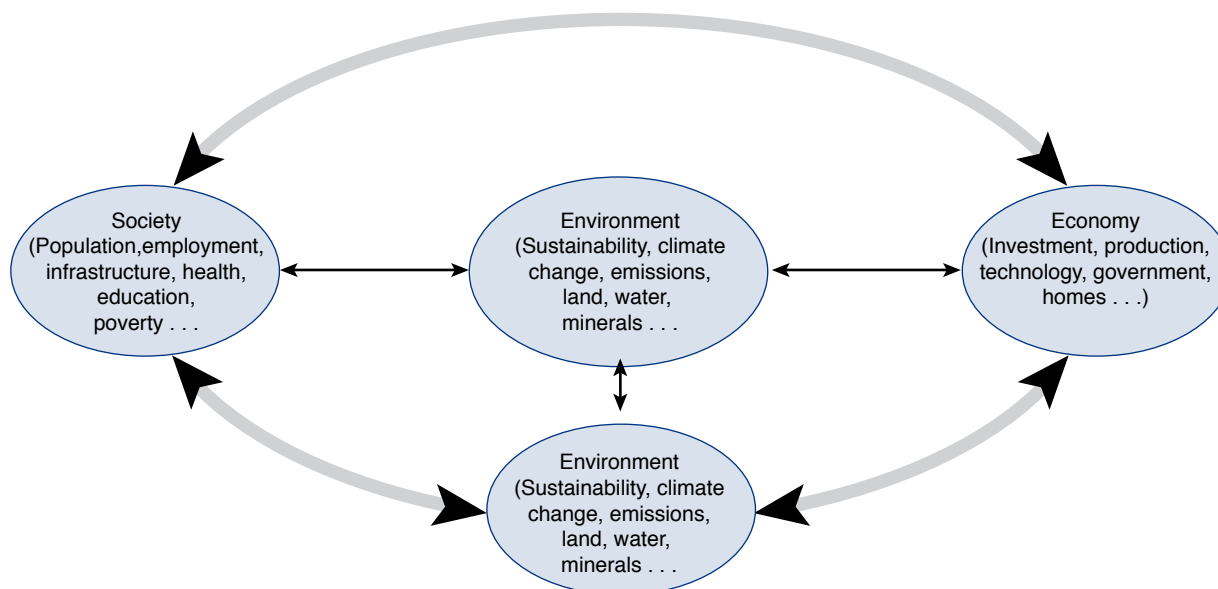 Society
(Population,employment,
infrastructure, health,
education,
poverty . . .
Environment
(Sustainability, climate
change, emissions,
land, water,
minerals . . .
Economy
(Investment, production,
technology, government,
homes . . .)
Environment
(Sustainability, climate
change, emissions,
land, water,
minerals . . .